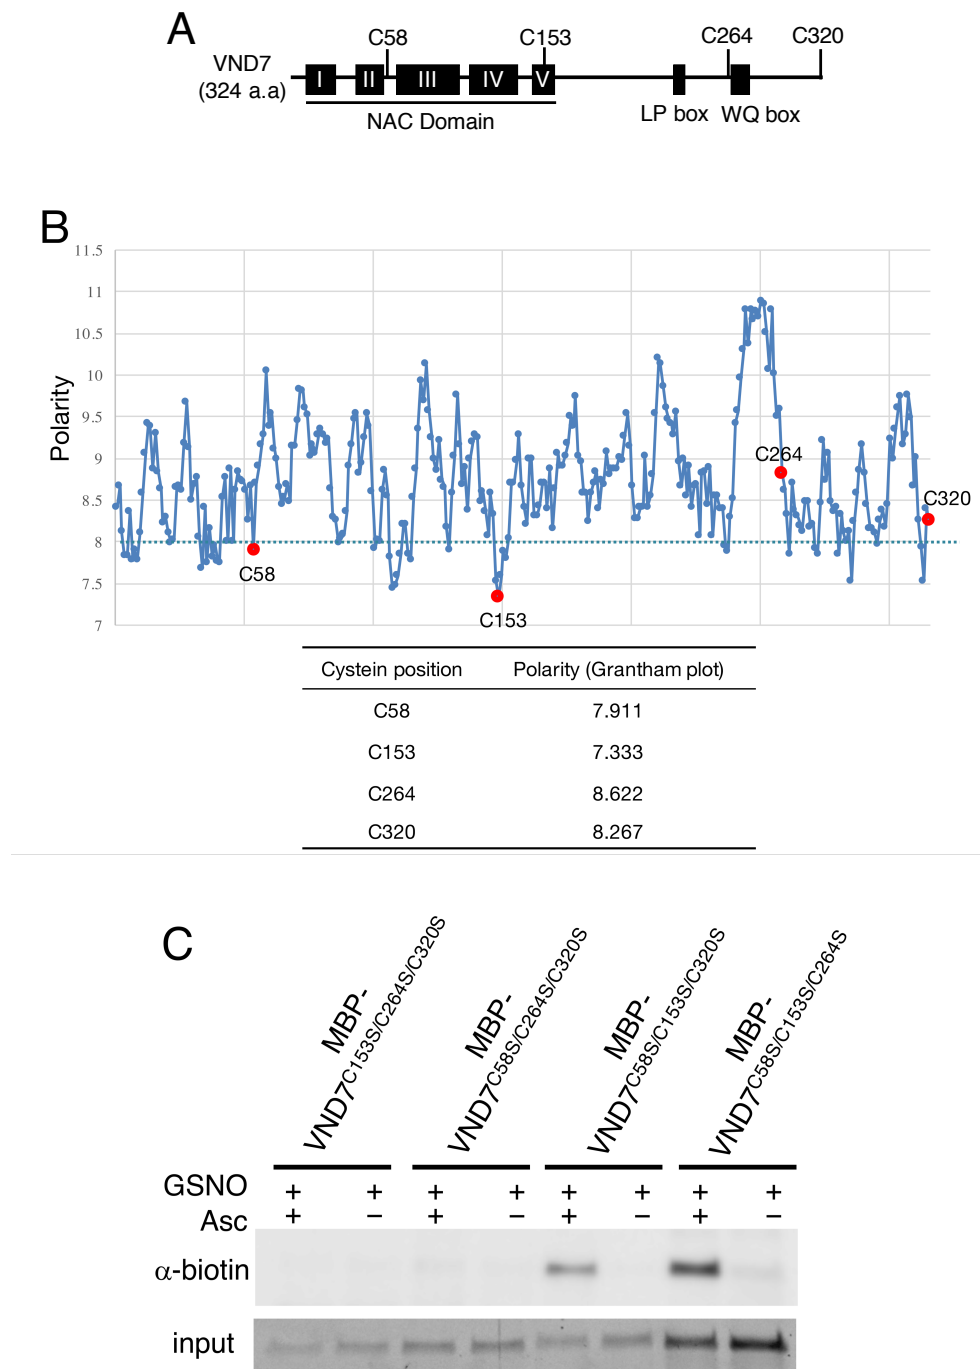 A
C58 C153 C264 C320
VND7
(324 a.a)
I II III IV V
LP box WQ box
NAC Domain
B
11.5
11
10.5
10
9.5
9
8.5
8
7.5
7
Polarity
C58
C153
C264
C320
Cystein position Polarity (Grantham plot)
C58 7.911
C153 7.333
C264 8.622
C320 8.267
C
MBP-
VND7C153S/C264S/C320S
MBP-
VND7C58S/C264S/C320S
MBP-
VND7C58S/C153S/C320S
MBP-
VND7C58S/C153S/C264S
GSNO + + + + + + + +
Asc + − + − + − + −
α-biotin
input